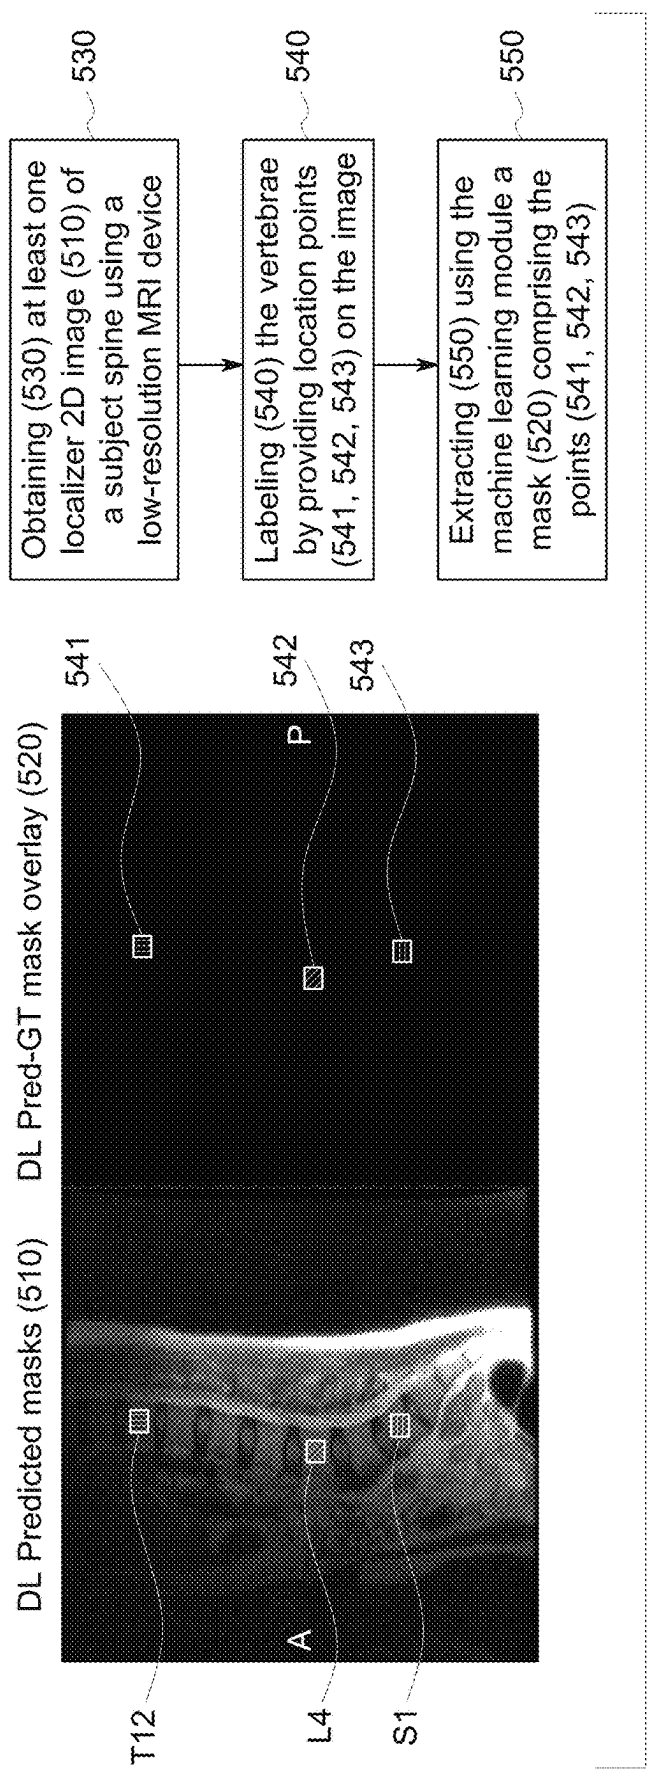 DL Predicted masks (510)
DL Pred-GT mask overlay (520)
A
P
T12
L4
S1
541
542
543
Obtaining (530) at least one
localizer 2D image (510) of
a subject spine using a
low-resolution MRI device
530
Labeling (540) the vertebrae
by providing location points
(541, 542, 543) on the image
540
Extracting (550) using the
machine learning module a
mask (520) comprising the
points (541, 542, 543)
550